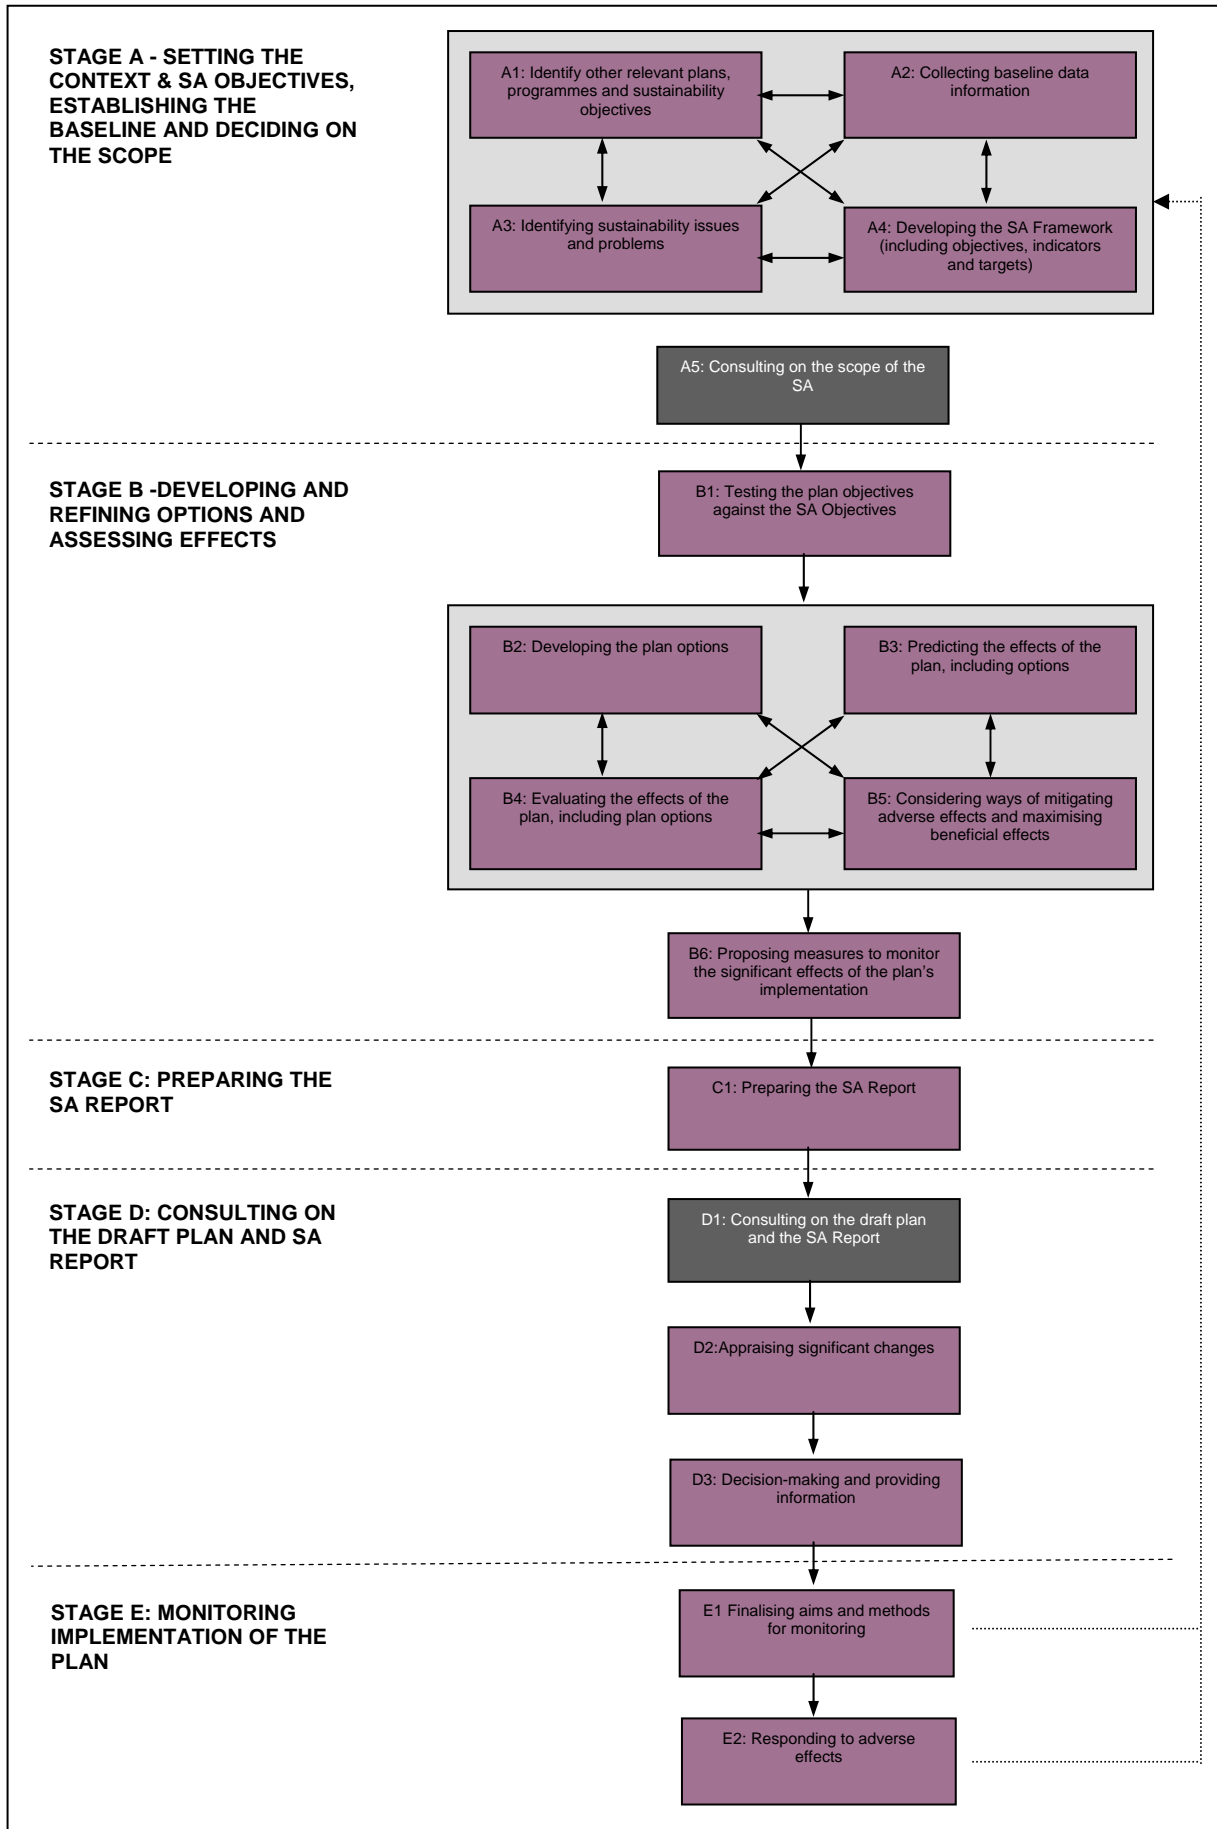 STAGE A - SETTING THE
CONTEXT & SA OBJECTIVES,
ESTABLISHING THE
BASELINE AND DECIDING ON
THE SCOPE
A1: Identify other relevant plans,
programmes and sustainability
objectives
A2: Collecting baseline data
information
A3: Identifying sustainability issues
and problems
A4: Developing the SA Framework
(including objectives, indicators
and targets)
A5: Consulting on the scope of the
SA
STAGE B -DEVELOPING AND
REFINING OPTIONS AND
ASSESSING EFFECTS
B1: Testing the plan objectives
against the SA Objectives
B2: Developing the plan options
B3: Predicting the effects of the
plan, including options
B4: Evaluating the effects of the
plan, including plan options
B5: Considering ways of mitigating
adverse effects and maximising
beneficial effects
B6: Proposing measures to monitor
the significant effects of the plan’s
implementation
STAGE C: PREPARING THE
SA REPORT
C1: Preparing the SA Report
STAGE D: CONSULTING ON
THE DRAFT PLAN AND SA
REPORT
D1: Consulting on the draft plan
and the SA Report
D2:Appraising significant changes
D3: Decision-making and providing
information
STAGE E: MONITORING
IMPLEMENTATION OF THE
PLAN
E1 Finalising aims and methods
for monitoring
E2: Responding to adverse
effects